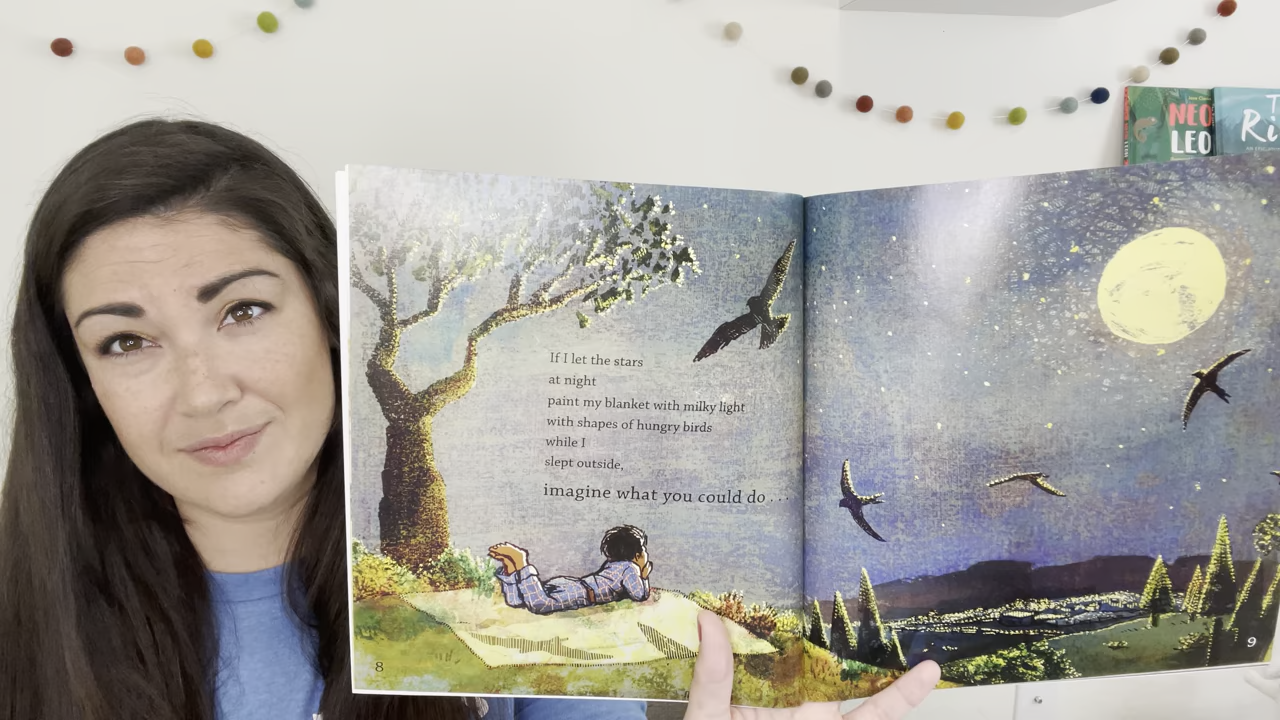 NEO
LEO
T
Ri
If I let the stars
at night
paint my blanket with milky light
with shapes of hungry birds
while I
slept outside,
imagine what you could do . . .
8
9